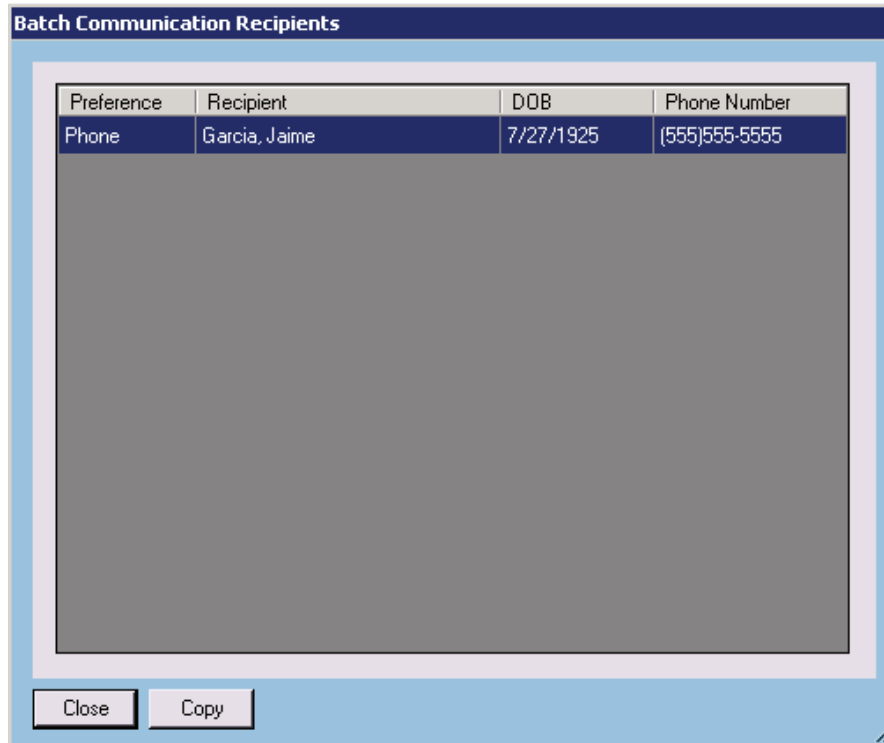 Batch Communication Recipients
Preference Recipient DOB Phone Number
Phone Garcia, Jaime 7/27/1925 (555)555-5555
Close Copy